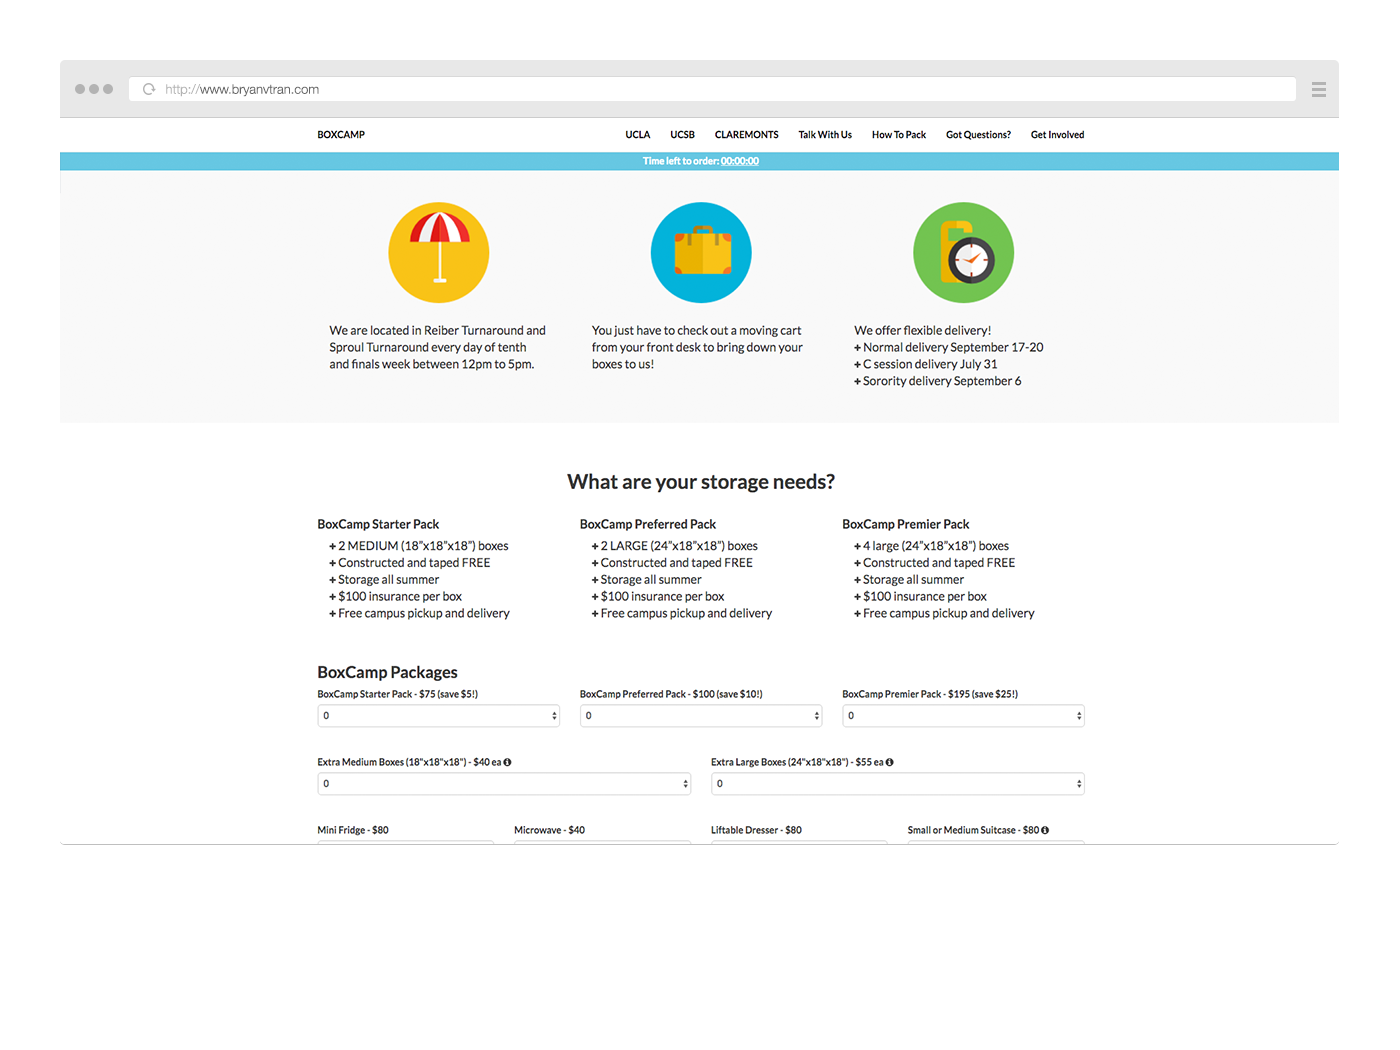 http://www.bryanvtran.com
BOXCAMP UCLA UCSB CLAREMONTS Talk With Us How To Pack Got Questions? Get Involved
Time left to order: 00:00:00
We are located in Reiber Turnaround and
Sproul Turnaround every day of tenth
and finals week between 12pm to 5pm.
You just have to check out a moving cart
from your front desk to bring down your
boxes to us!
We offer flexible delivery!
+ Normal delivery September 17-20
+ C session delivery July 31
+ Sorority delivery September 6
What are your storage needs?
BoxCamp Starter Pack
+ 2 MEDIUM (18”x18”x18”) boxes
+ Constructed and taped FREE
+ Storage all summer
+ $100 insurance per box
+ Free campus pickup and delivery
BoxCamp Preferred Pack
+ 2 LARGE (24”x18”x18”) boxes
+ Constructed and taped FREE
+ Storage all summer
+ $100 insurance per box
+ Free campus pickup and delivery
BoxCamp Premier Pack
+ 4 large (24”x18”x18”) boxes
+ Constructed and taped FREE
+ Storage all summer
+ $100 insurance per box
+ Free campus pickup and delivery
BoxCamp Packages
BoxCamp Starter Pack - $75 (save $5!)
0
BoxCamp Preferred Pack - $100 (save $10!)
0
BoxCamp Premier Pack - $195 (save $25!)
0
Extra Medium Boxes (18"x18"x18") - $40 ea
0
Extra Large Boxes (24"x18"x18") - $55 ea
0
Mini Fridge - $80
Microwave - $40
Liftable Dresser - $80
Small or Medium Suitcase - $80